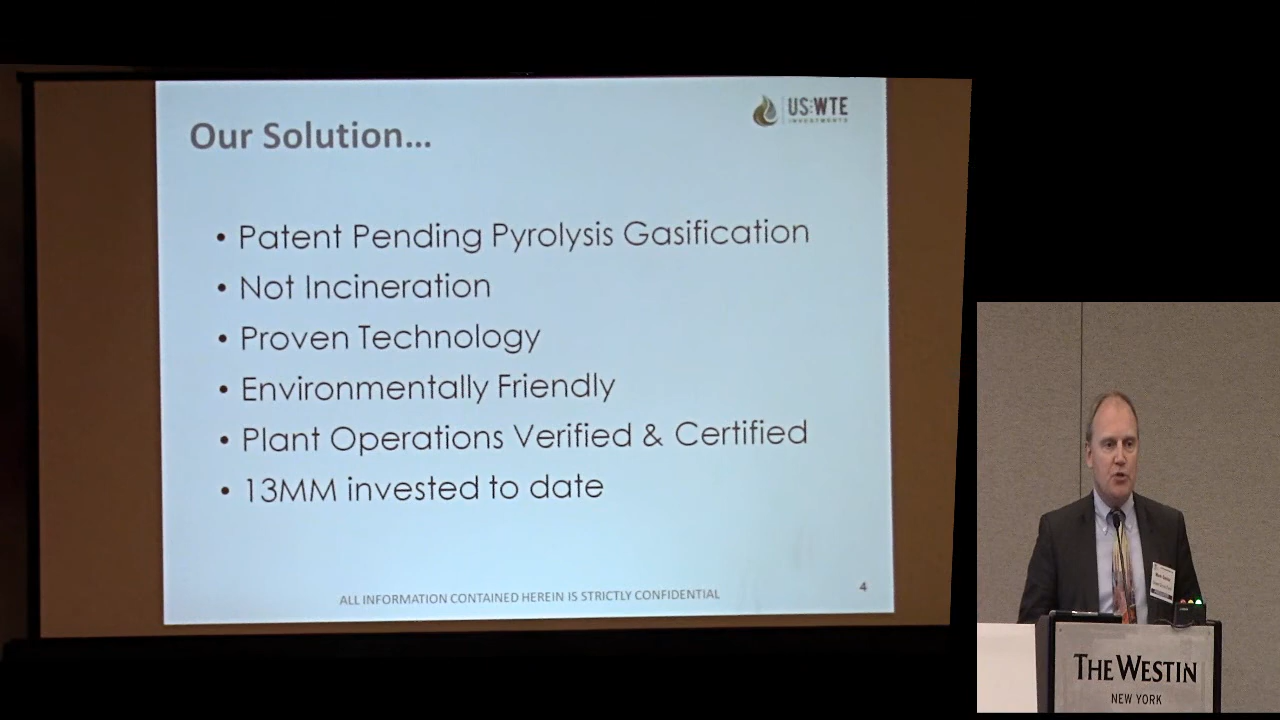 Our Solution...
US:WTE
INVESTMENTS
• Patent Pending Pyrolysis Gasification
• Not Incineration
• Proven Technology
• Environmentally Friendly
• Plant Operations Verified & Certified
• 13MM invested to date
ALL INFORMATION CONTAINED HEREIN IS STRICTLY CONFIDENTIAL
4
THE WESTIN
NEW YORK